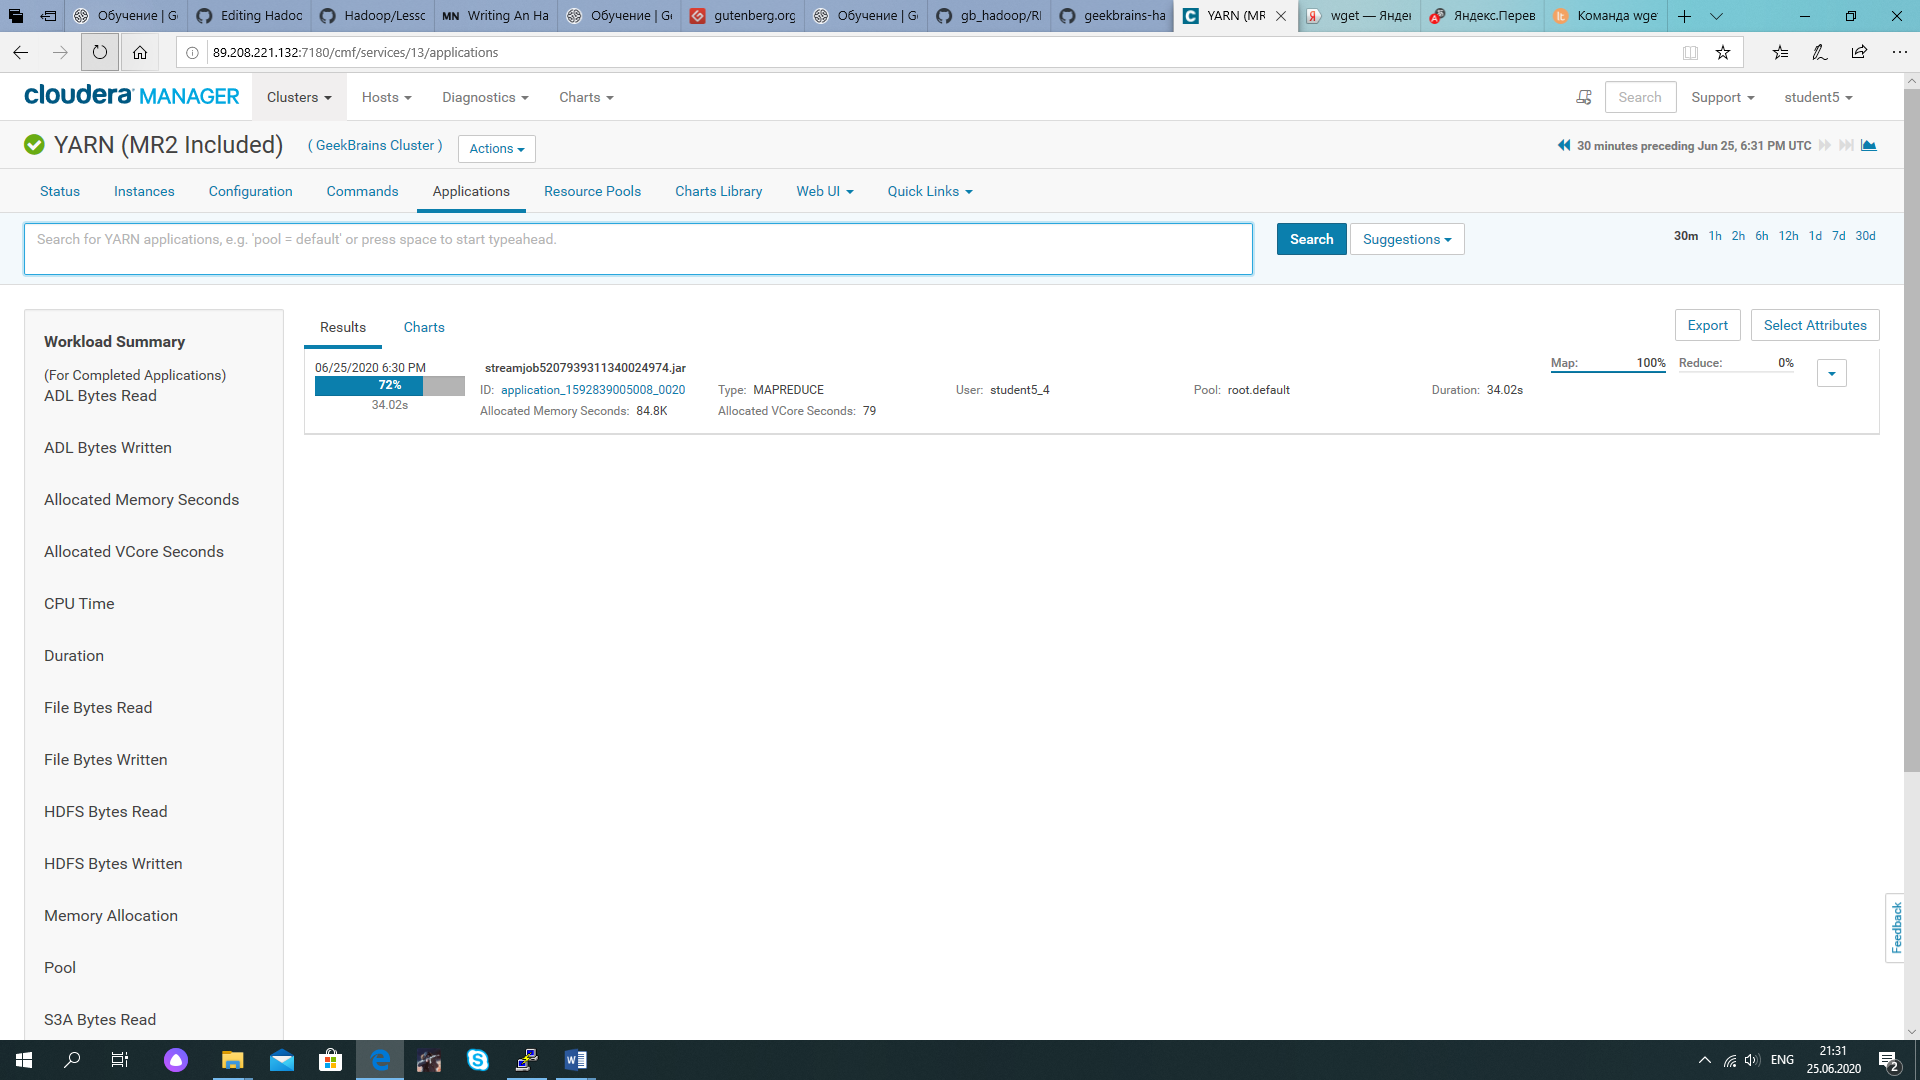 Обучение | Ge
Editing Hadoo
Hadoop/Lessc
MN Writing An Ha
Обучение | Ge
gutenberg.org
Обучение | Ge
gb_hadoop/RE
geekbrains-ha
YARN (MR
wget — Яндек
Яндекс.Перев
Команда wge
89.208.221.132:7180/cmf/services/13/applications
cloudera MANAGER
Clusters
Hosts
Diagnostics
Charts
Search
Support
student5
YARN (MR2 Included)
( GeekBrains Cluster )
Actions
30 minutes preceding Jun 25, 6:31 PM UTC
Status
Instances
Configuration
Commands
Applications
Resource Pools
Charts Library
Web UI
Quick Links
Search for YARN applications, e.g. 'pool = default' or press space to start typeahead.
Search
Suggestions
30m 1h 2h 6h 12h 1d 7d 30d
Workload Summary
(For Completed Applications)
ADL Bytes Read
ADL Bytes Written
Allocated Memory Seconds
Allocated VCore Seconds
CPU Time
Duration
File Bytes Read
File Bytes Written
HDFS Bytes Read
HDFS Bytes Written
Memory Allocation
Pool
S3A Bytes Read
Results
Charts
Export
Select Attributes
06/25/2020 6:30 PM
72%
34.02s
streamjob5207939311340024974.jar
ID: application_1592839005008_0020
Type: MAPREDUCE
User: student5_4
Pool: root.default
Duration: 34.02s
Allocated Memory Seconds: 84.8K
Allocated VCore Seconds: 79
Map: 100%
Reduce: 0%
Feedback
ENG
21:31
25.06.2020
2